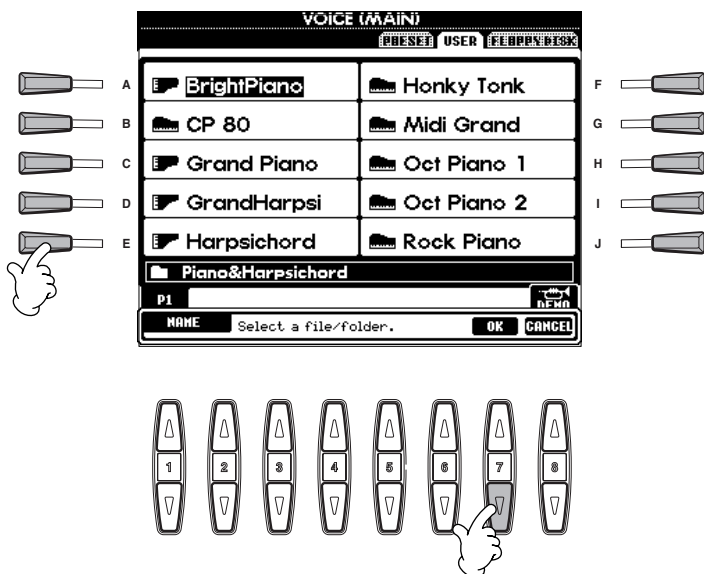 VOICE (MAIN)
PRESET USER FLOPPY DISK
A BrightPiano Honky Tonk F
B CP 80 Midi Grand G
C Grand Piano Oct Piano 1 H
D GrandHarpsi Oct Piano 2 I
E Harpsichord Rock Piano J
Piano&Harpsichord
P1 DEMO
NAME Select a file/folder. OK CANCEL
1 2 3 4 5 6 7 8